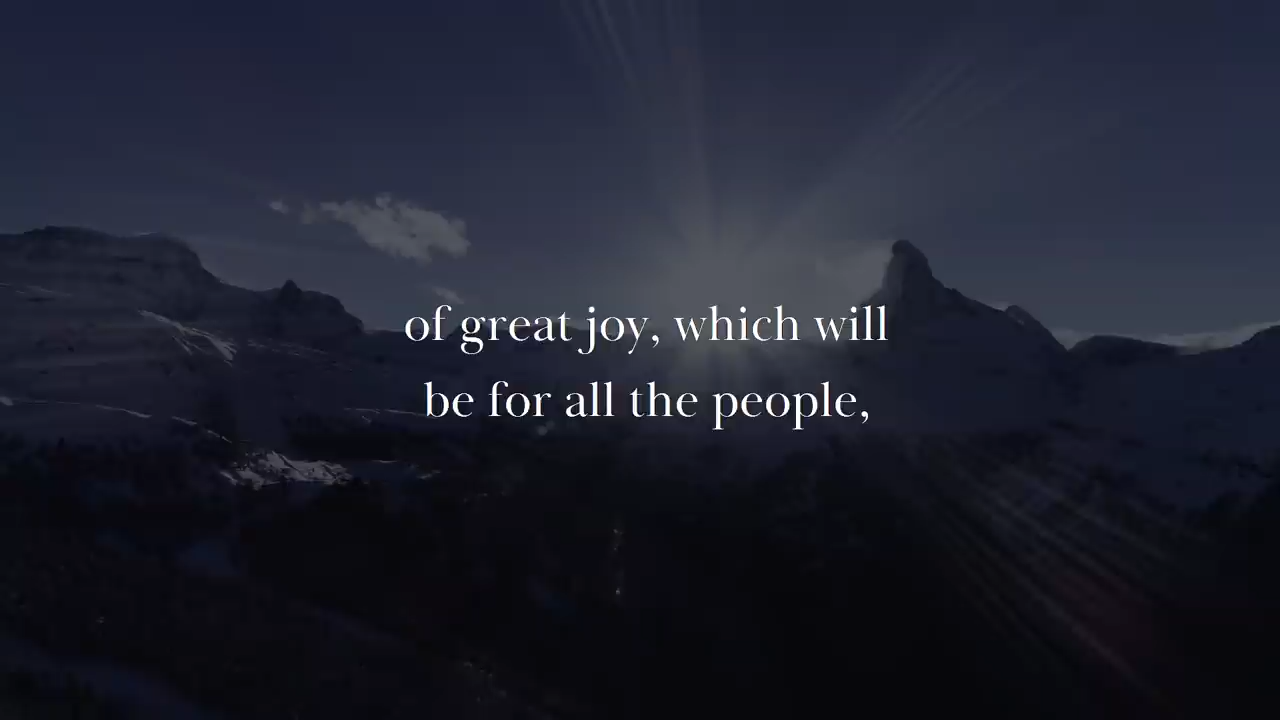 of great joy, which will
be for all the people,